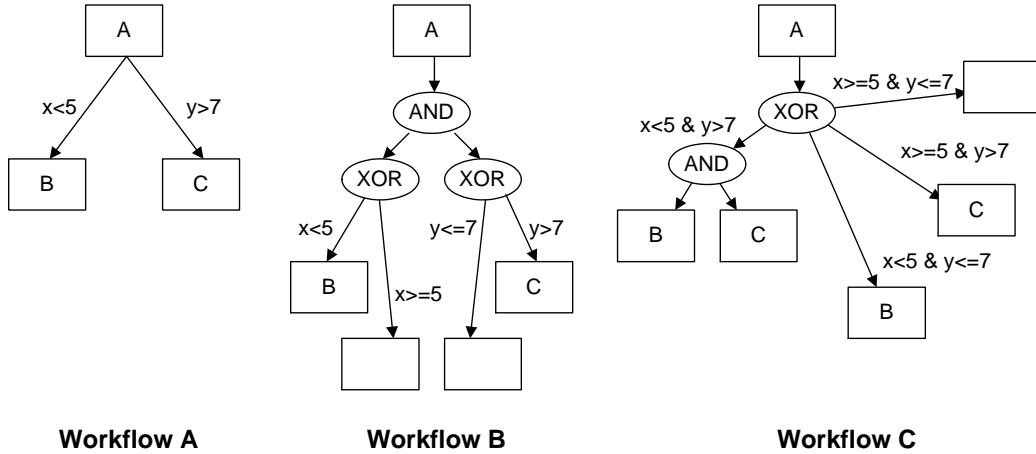 A
x<5
y>7
B
C
Workflow A
A
AND
XOR
XOR
x<5
y<=7
y>7
B
x>=5
C
Workflow B
A
x>=5 & y<=7
XOR
x<5 & y>7
AND
x>=5 & y>7
B
C
C
x<5 & y<=7
B
Workflow C